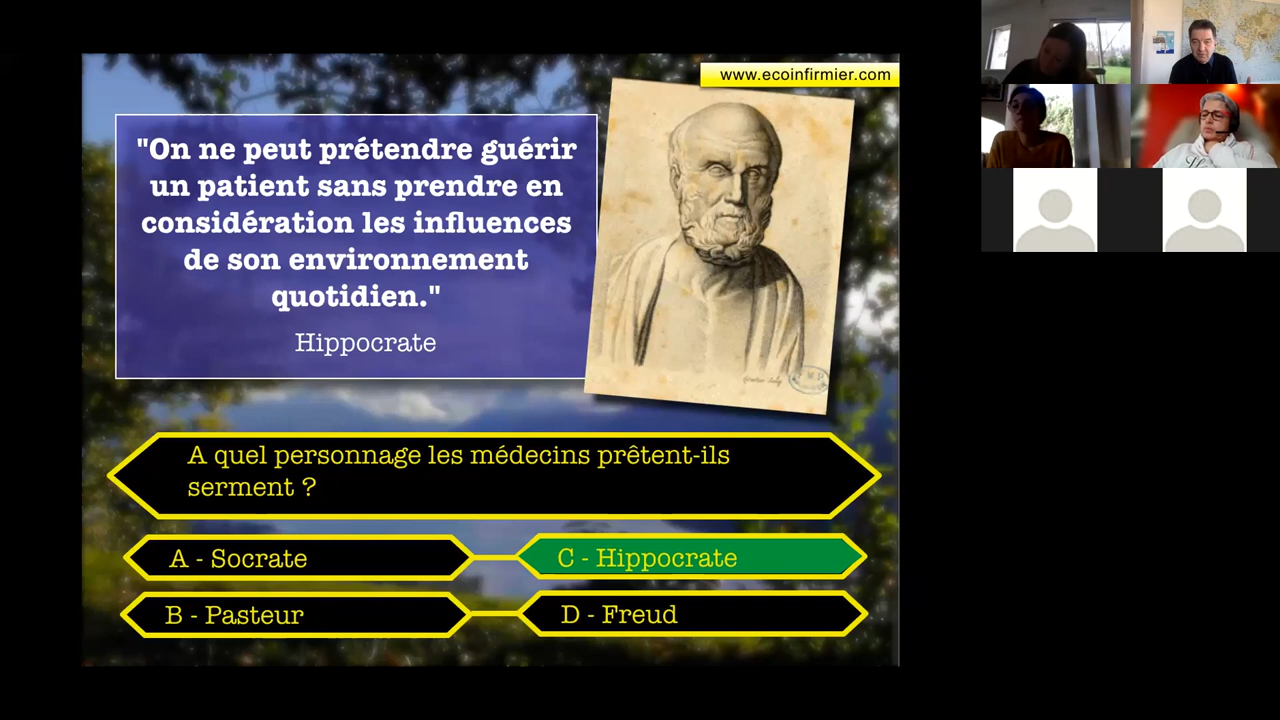 www.ecoinfirmier.com
"On ne peut prétendre guérir
un patient sans prendre en
considération les influences
de son environnement
quotidien."
Hippocrate
A quel personnage les médecins prêtent-ils
serment ?
A - Socrate
C - Hippocrate
B - Pasteur
D - Freud